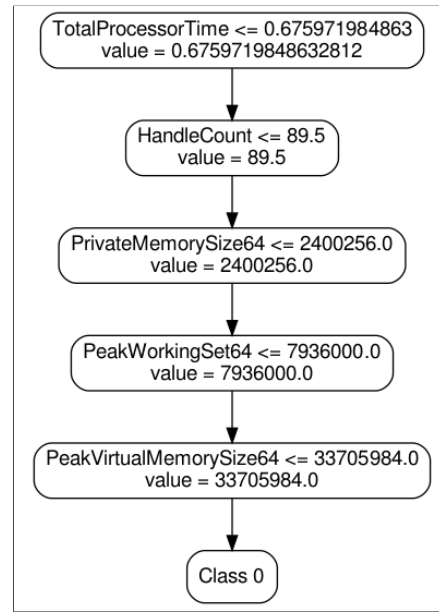 TotalProcessorTime <= 0.675971984863
value = 0.6759719848632812
HandleCount <= 89.5
value = 89.5
PrivateMemorySize64 <= 2400256.0
value = 2400256.0
PeakWorkingSet64 <= 7936000.0
value = 7936000.0
PeakVirtualMemorySize64 <= 33705984.0
value = 33705984.0
Class 0